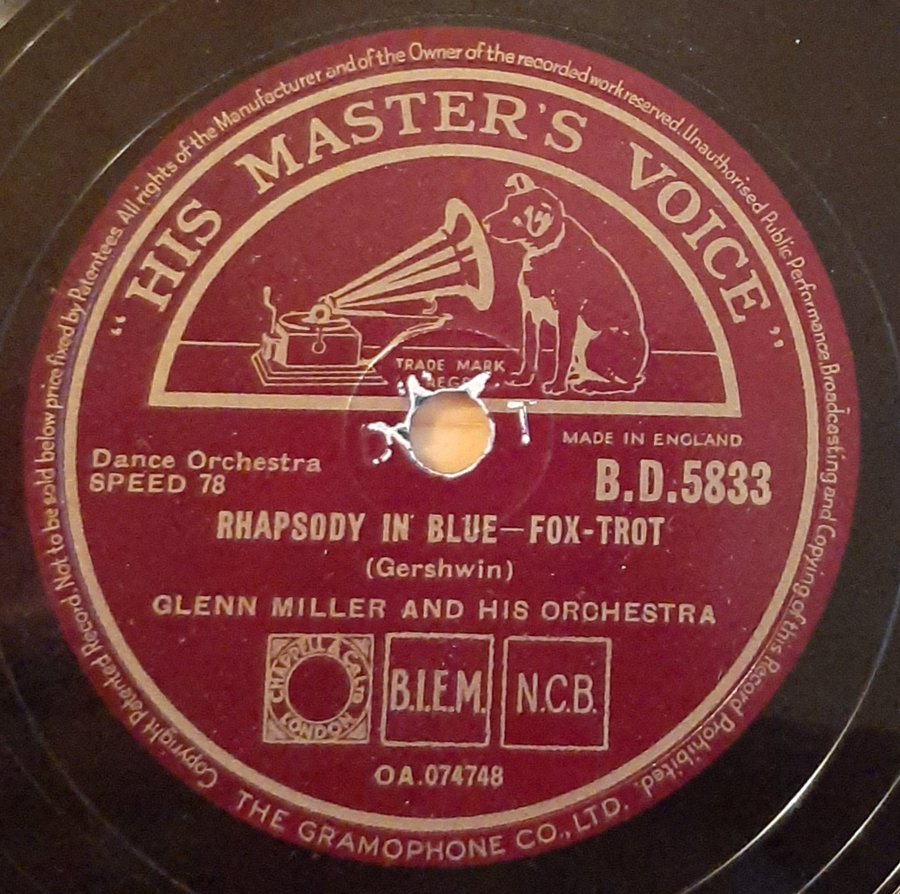 Copyright. Patented Record. Not to be sold below price fixed by Patentees. All rights of the Manufacturer and of the Owner of the recorded work reserved. Unauthorised Public Performance, Broadcasting and Copying of this Record Prohibited.
"HIS MASTER'S VOICE"
TRADE MARK
MADE IN ENGLAND
Dance Orchestra
SPEED 78
B.D.5833
RHAPSODY IN BLUE—FOX-TROT
(Gershwin)
GLENN MILLER AND HIS ORCHESTRA
CHAPPELL & CO LTD
LONDON
B.I.E.M.
N.C.B.
OA.074748
THE GRAMOPHONE CO., LTD.